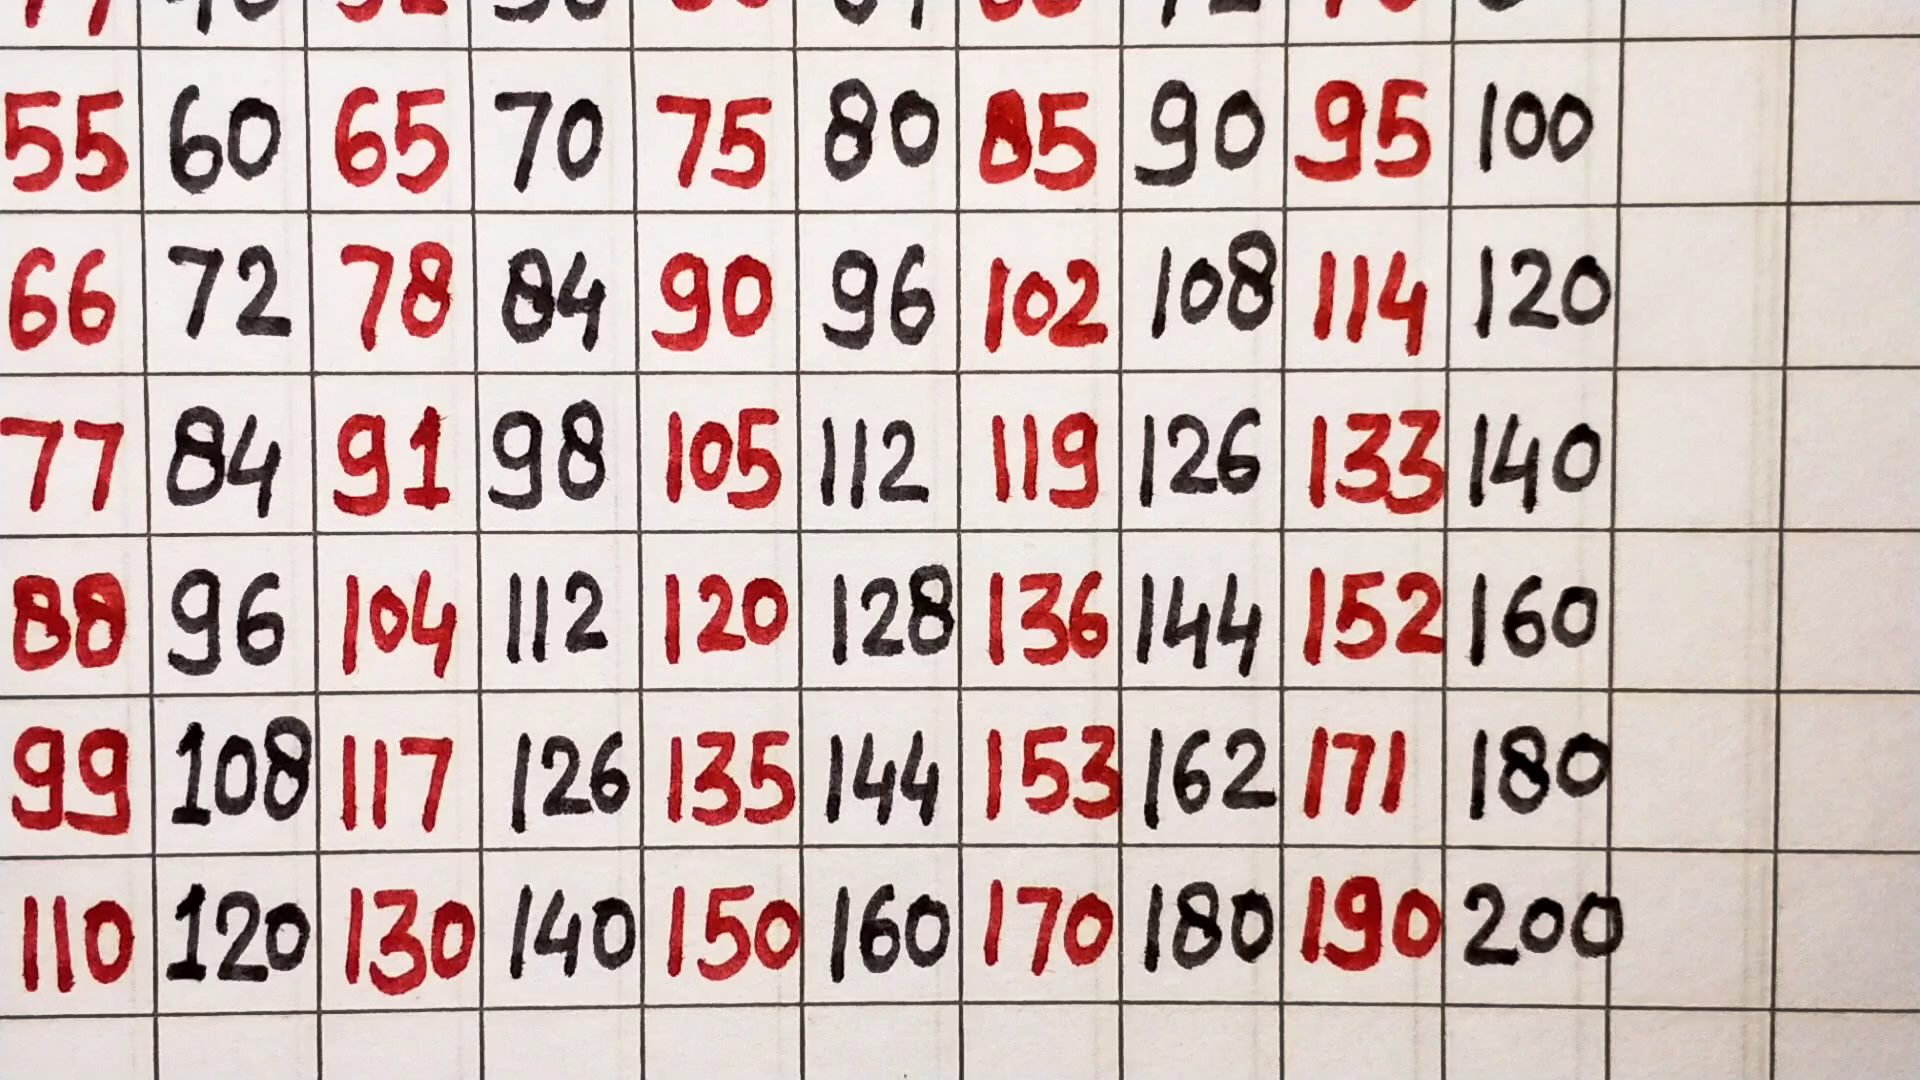 55 60 65 70 75 80 85 90 95 100
66 72 78 84 90 96 102 108 114 120
77 84 91 98 105 112 119 126 133 140
88 96 104 112 120 128 136 144 152 160
99 108 117 126 135 144 153 162 171 180
110 120 130 140 150 160 170 180 190 200